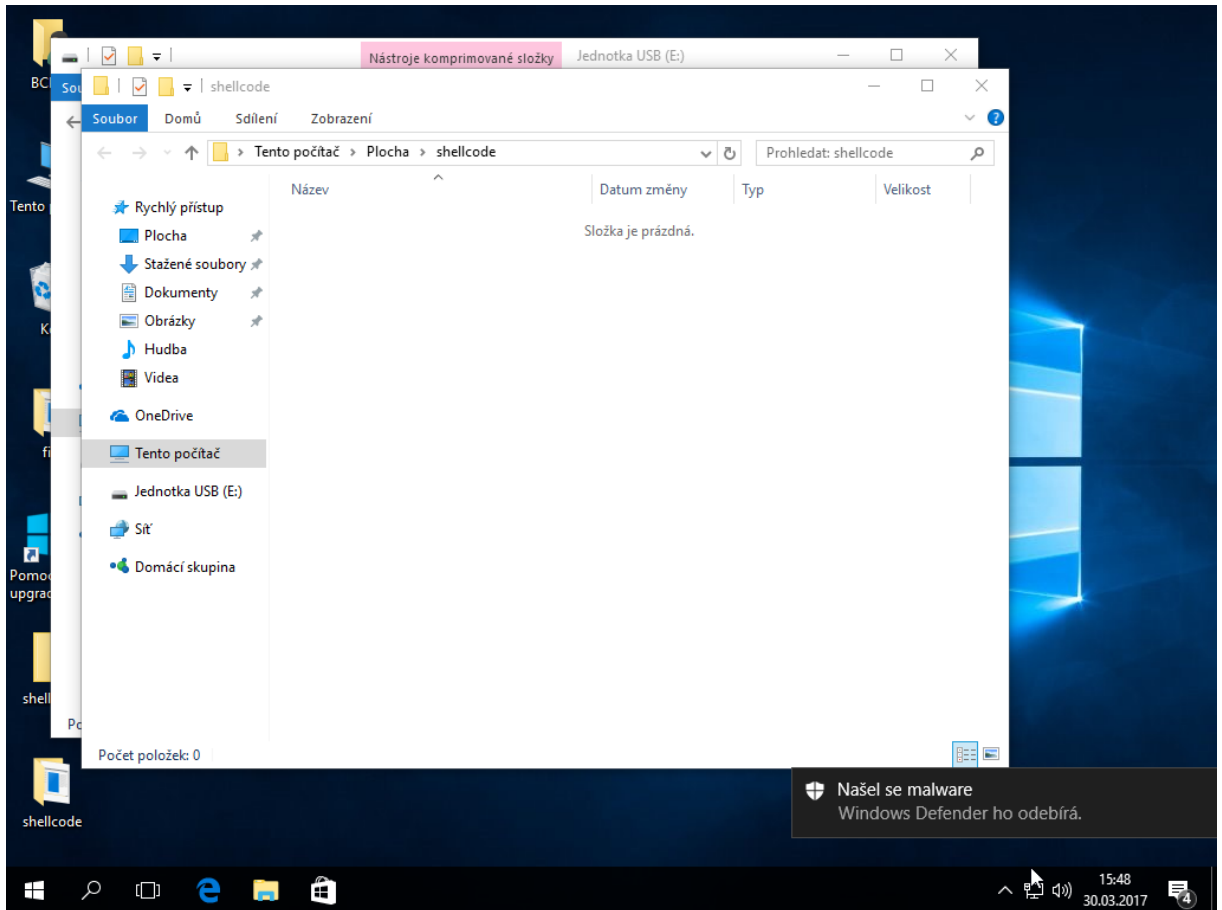 Nástroje komprimované složky
Jednotka USB (E:)
shellcode
Soubor Domů Sdílení Zobrazení
Tento počítač Plocha shellcode
Prohledat: shellcode
Název Datum změny Typ Velikost
Složka je prázdná.
Rychlý přístup
Plocha
Stažené soubory
Dokumenty
Obrázky
Hudba
Videa
OneDrive
Tento počítač
Jednotka USB (E:)
Síť
Domácí skupina
Počet položek: 0
Tento
shellcode
Našel se malware
Windows Defender ho odebírá.
15:48
30.03.2017
4